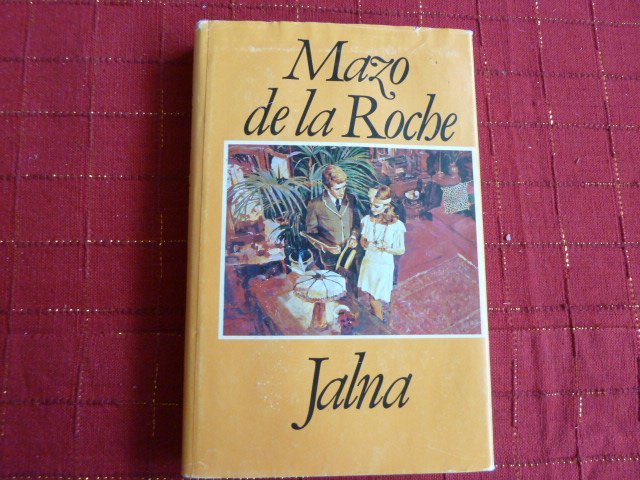 Mazo
de la Roche
Jalna